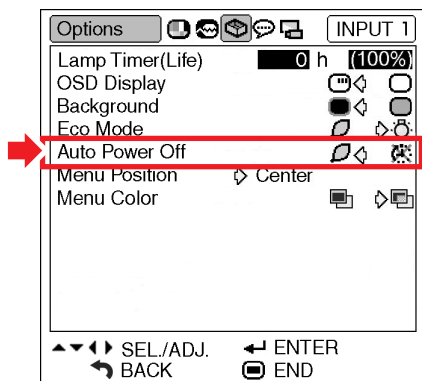 Options INPUT 1
Lamp Timer(Life) 0 h (100%)
OSD Display
Background
Eco Mode
Auto Power Off
Menu Position Center
Menu Color
SEL./ADJ. ENTER
BACK END